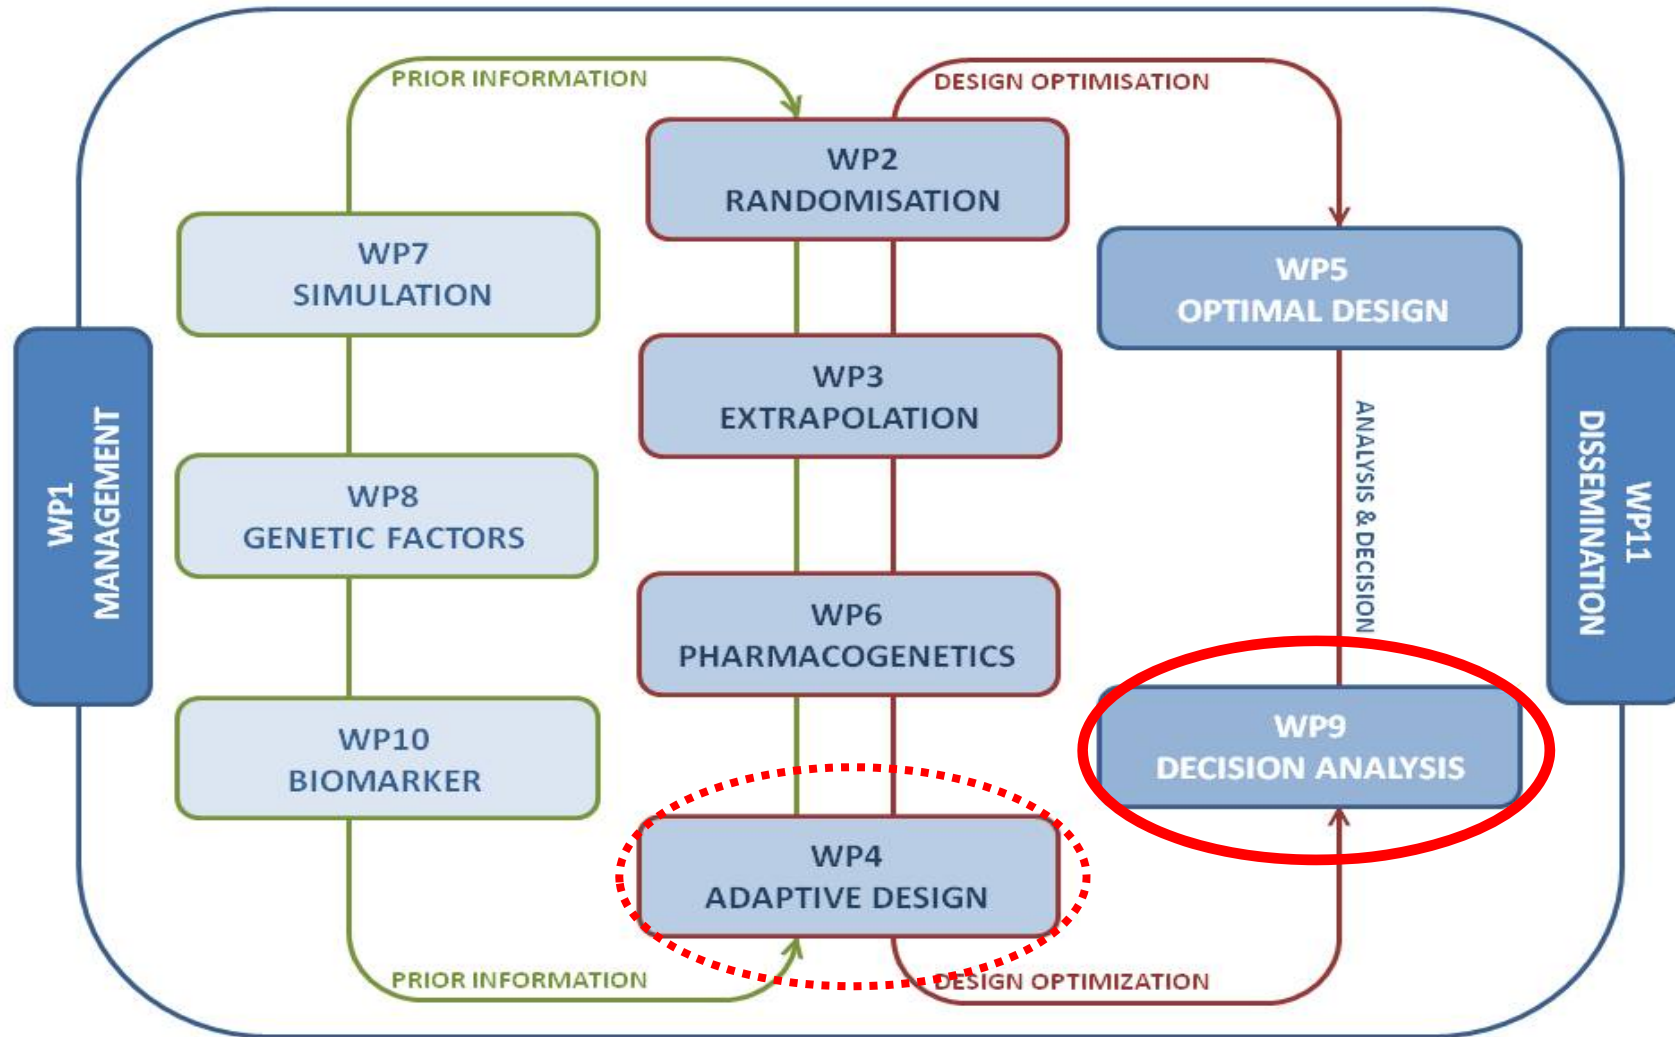 PRIOR INFORMATION
DESIGN OPTIMISATION
WP2
RANDOMISATION
WP7
SIMULATION
WP5
OPTIMAL DESIGN
WP3
EXTRAPOLATION
WP1
MANAGEMENT
WP8
GENETIC FACTORS
ANALYSIS & DECISION
WP11
DISSEMINATION
WP6
PHARMACOGENETICS
WP10
BIOMARKER
WP9
DECISION ANALYSIS
WP4
ADAPTIVE DESIGN
PRIOR INFORMATION
DESIGN OPTIMIZATION